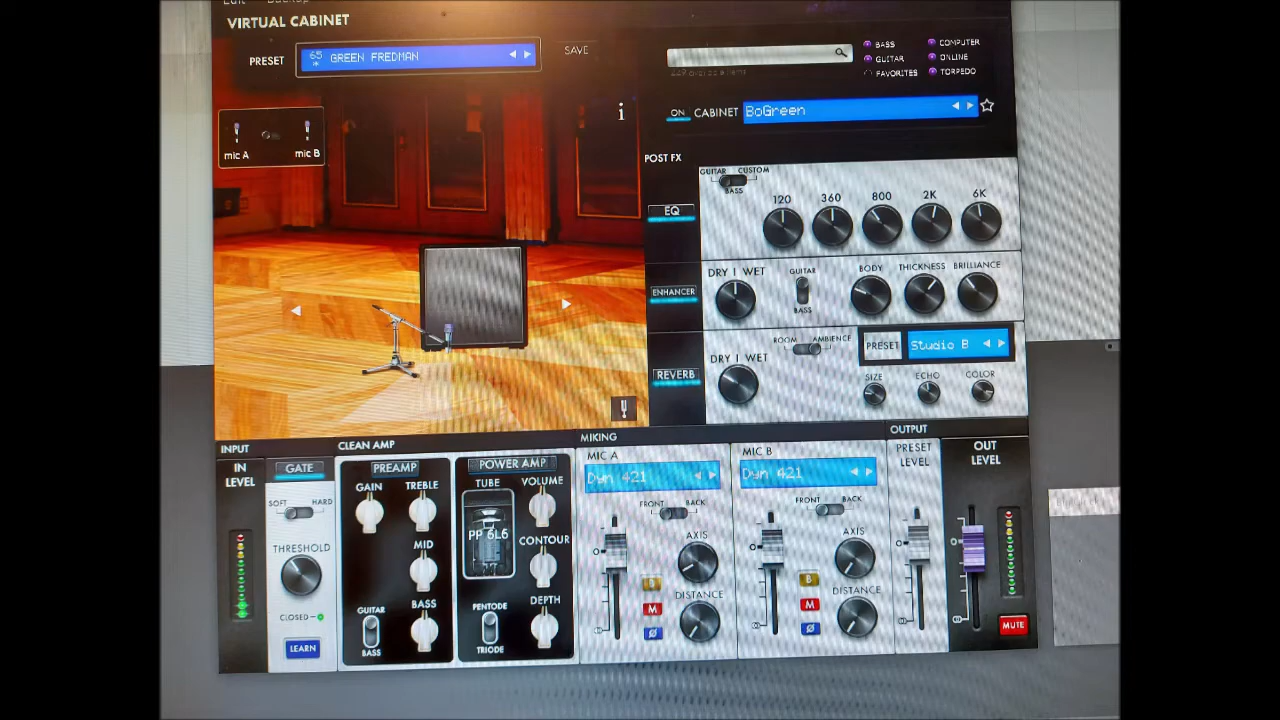 Edit Backup
VIRTUAL CABINET
PRESET 65 GREEN FREDMAN SAVE
mic A mic B
i
BASS COMPUTER
GUITAR ONLINE
FAVORITES TORPEDO
ON CABINET BoGreen
POST FX
GUITAR CUSTOM
BASS
EQ
120 360 800 2K 6K
ENHANCER
DRY | WET
GUITAR
BASS
BODY THICKNESS BRILLIANCE
REVERB
DRY | WET
ROOM AMBIENCE
PRESET Studio B
SIZE ECHO COLOR
INPUT
IN
LEVEL
GATE
SOFT HARD
THRESHOLD
CLOSED
LEARN
CLEAN AMP
PREAMP
GAIN TREBLE
MID
BASS
GUITAR
BASS
POWER AMP
TUBE VOLUME
PP 6L6
CONTOUR
DEPTH
PENTODE
TRIODE
MIKING
MIC A
Dyn 421
FRONT BACK
AXIS
DISTANCE
B
M
Ø
MIC B
Dyn 421
FRONT BACK
AXIS
DISTANCE
B
M
Ø
OUTPUT
PRESET
LEVEL
OUT
LEVEL
MUTE